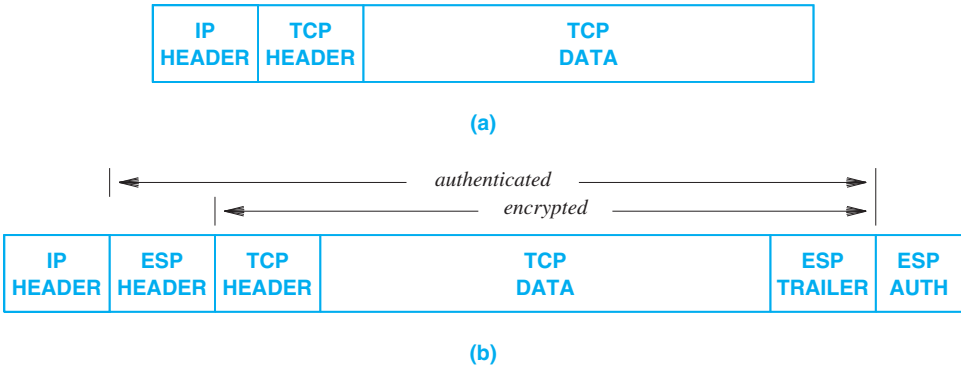 IP HEADER
TCP HEADER
TCP DATA
(a)
authenticated
encrypted
IP HEADER
ESP HEADER
TCP HEADER
TCP DATA
ESP TRAILER
ESP AUTH
(b)